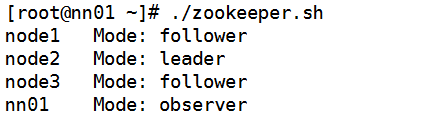 [root@nn01 ~]# ./zookeeper.sh
node1   Mode: follower
node2   Mode: leader
node3   Mode: follower
nn01    Mode: observer